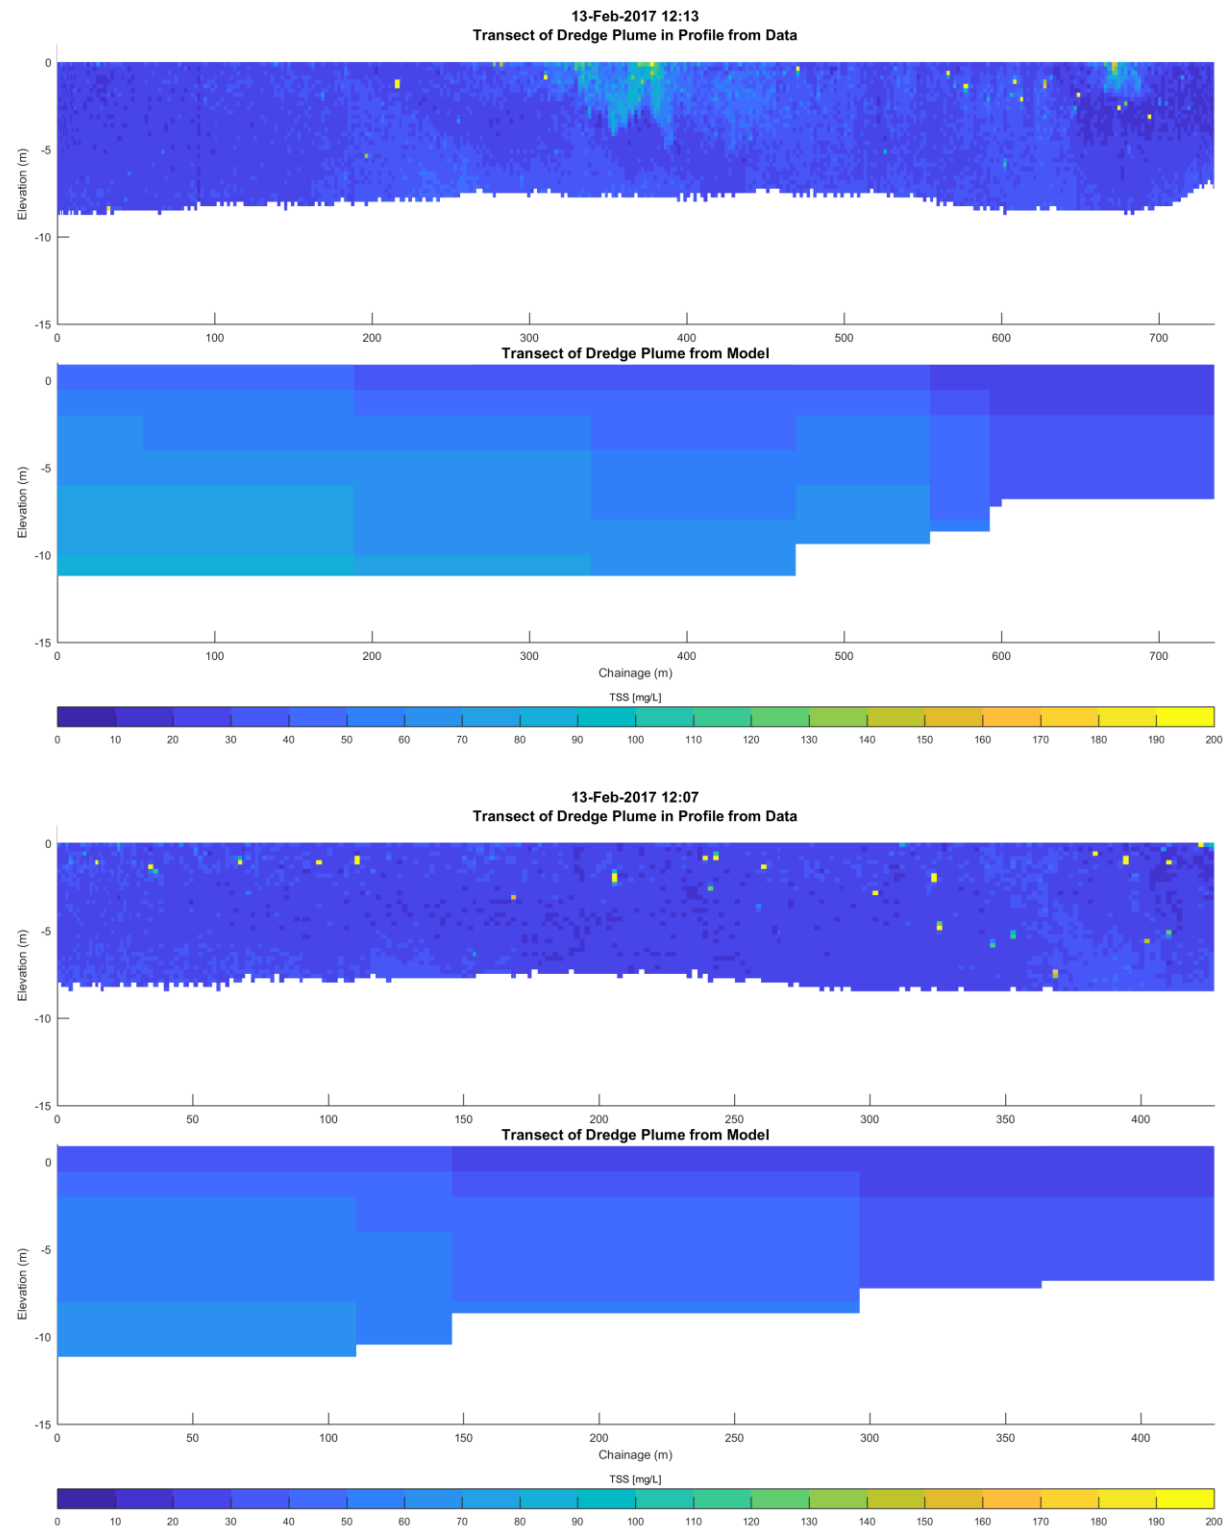 13-Feb-2017 12:13
Transect of Dredge Plume in Profile from Data
0
-5
-10
-15
Elevation (m)
0 100 200 300 400 500 600 700
Transect of Dredge Plume from Model
0
-5
-10
-15
Elevation (m)
0 100 200 300 400 500 600 700
Chainage (m)
TSS [mg/L]
0 10 20 30 40 50 60 70 80 90 100 110 120 130 140 150 160 170 180 190 200
13-Feb-2017 12:07
Transect of Dredge Plume in Profile from Data
0
-5
-10
-15
Elevation (m)
0 50 100 150 200 250 300 350 400
Transect of Dredge Plume from Model
0
-5
-10
-15
Elevation (m)
0 50 100 150 200 250 300 350 400
Chainage (m)
TSS [mg/L]
0 10 20 30 40 50 60 70 80 90 100 110 120 130 140 150 160 170 180 190 200